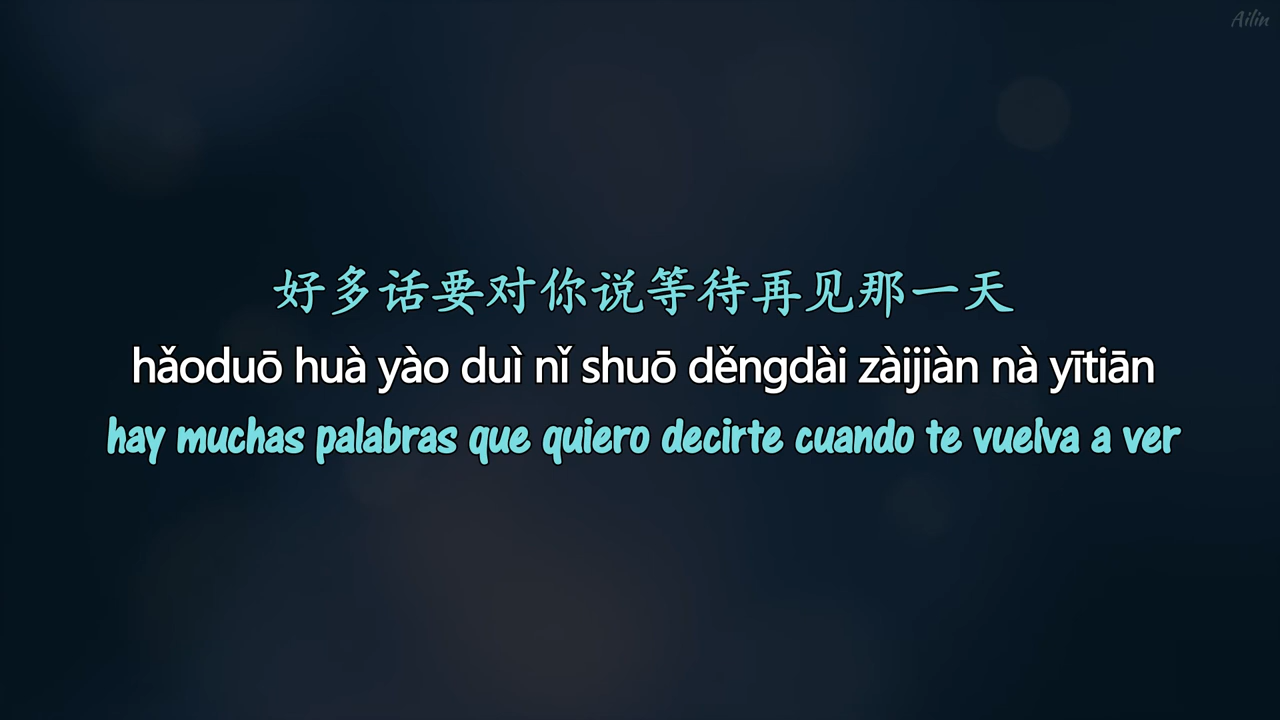 Ailin
好多话要对你说等待再见那一天
hǎoduō huà yào duì nǐ shuō děngdài zàijiàn nà yītiān
hay muchas palabras que quiero decirte cuando te vuelva a ver